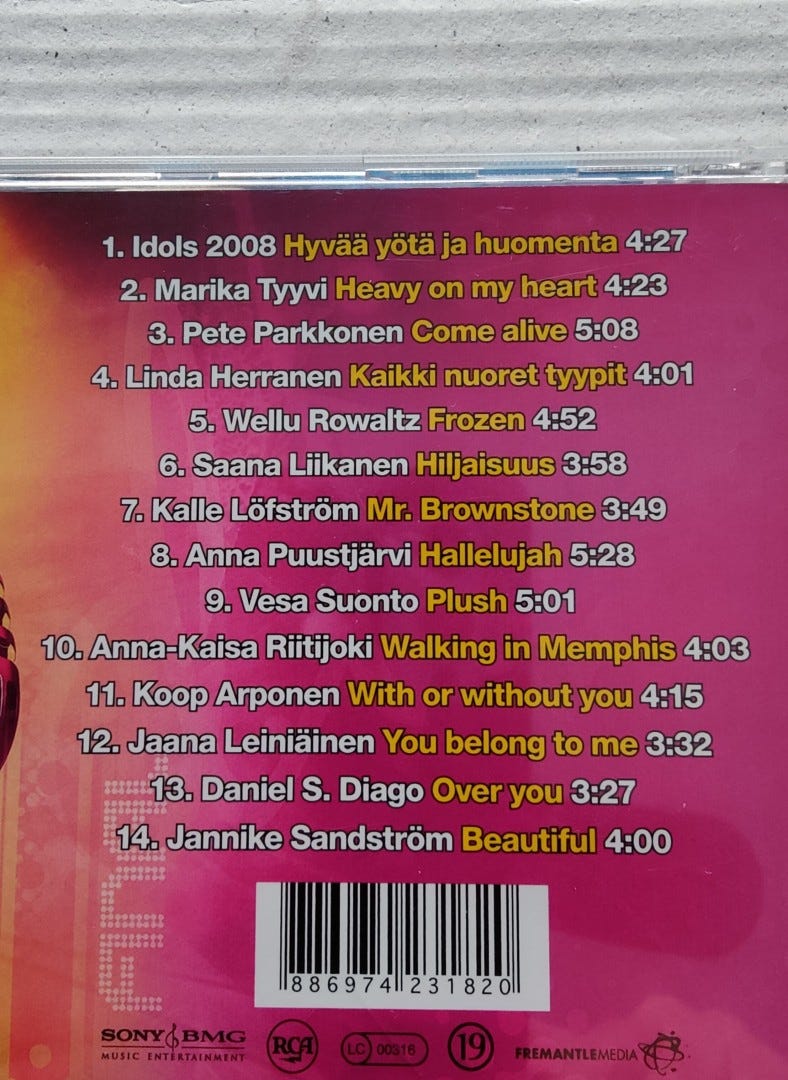 1. Idols 2008 Hyvää yötä ja huomenta 4:27
2. Marika Tyyvi Heavy on my heart 4:23
3. Pete Parkkonen Come alive 5:08
4. Linda Herranen Kaikki nuoret tyypit 4:01
5. Wellu Rowaltz Frozen 4:52
6. Saana Liikanen Hiljaisuus 3:58
7. Kalle Löfström Mr. Brownstone 3:49
8. Anna Puustjärvi Hallelujah 5:28
9. Vesa Suonto Plush 5:01
10. Anna-Kaisa Riitijoki Walking in Memphis 4:03
11. Koop Arponen With or without you 4:15
12. Jaana Leiniäinen You belong to me 3:32
13. Daniel S. Diago Over you 3:27
14. Jannike Sandström Beautiful 4:00
886974 231820
SONY BMG
MUSIC ENTERTAINMENT
RCA
LC 00316
19
FREMANTLEMEDIA